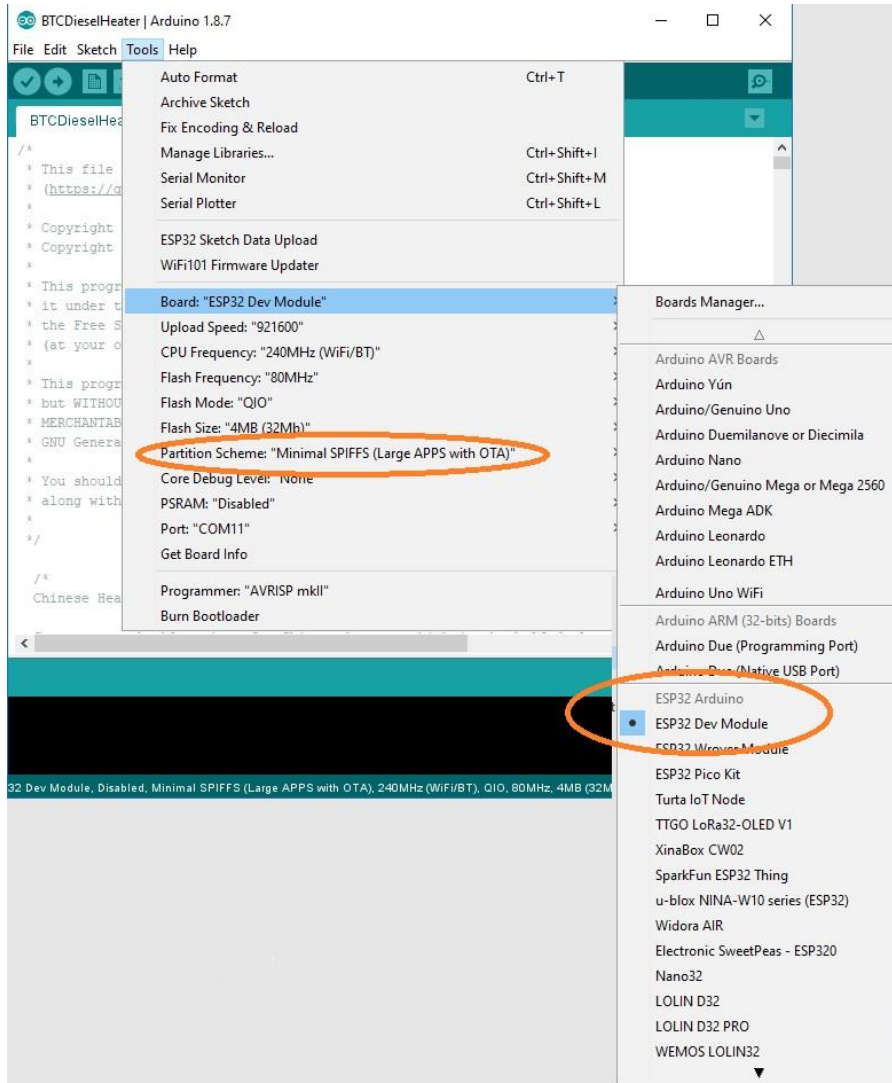 BTCDieselHeater | Arduino 1.8.7
File Edit Sketch Tools Help
BTCDieselHea
/*
* This file
* (https://g
*
* Copyright
* Copyright
*
* This progr
* it under t
* the Free S
* (at your o
*
* This progr
* but WITHOU
* MERCHANTAB
* GNU Genera
*
* You should
* along with
*
*/
/*
Chinese Hea
Auto Format Ctrl+T
Archive Sketch
Fix Encoding & Reload
Manage Libraries... Ctrl+Shift+I
Serial Monitor Ctrl+Shift+M
Serial Plotter Ctrl+Shift+L
ESP32 Sketch Data Upload
WiFi101 Firmware Updater
Board: "ESP32 Dev Module"
Upload Speed: "921600"
CPU Frequency: "240MHz (WiFi/BT)"
Flash Frequency: "80MHz"
Flash Mode: "QIO"
Flash Size: "4MB (32Mb)"
Partition Scheme: "Minimal SPIFFS (Large APPS with OTA)"
Core Debug Level: "None"
PSRAM: "Disabled"
Port: "COM11"
Get Board Info
Programmer: "AVRISP mkII"
Burn Bootloader
Boards Manager...
Arduino AVR Boards
Arduino Yún
Arduino/Genuino Uno
Arduino Duemilanove or Diecimila
Arduino Nano
Arduino/Genuino Mega or Mega 2560
Arduino Mega ADK
Arduino Leonardo
Arduino Leonardo ETH
Arduino Uno WiFi
Arduino ARM (32-bits) Boards
Arduino Due (Programming Port)
Arduino Due (Native USB Port)
ESP32 Arduino
ESP32 Dev Module
ESP32 Wrover Module
ESP32 Pico Kit
Turta IoT Node
TTGO LoRa32-OLED V1
XinaBox CW02
SparkFun ESP32 Thing
u-blox NINA-W10 series (ESP32)
Widora AIR
Electronic SweetPeas - ESP320
Nano32
LOLIN D32
LOLIN D32 PRO
WEMOS LOLIN32
32 Dev Module, Disabled, Minimal SPIFFS (Large APPS with OTA), 240MHz (WiFi/BT), QIO, 80MHz, 4MB (32M